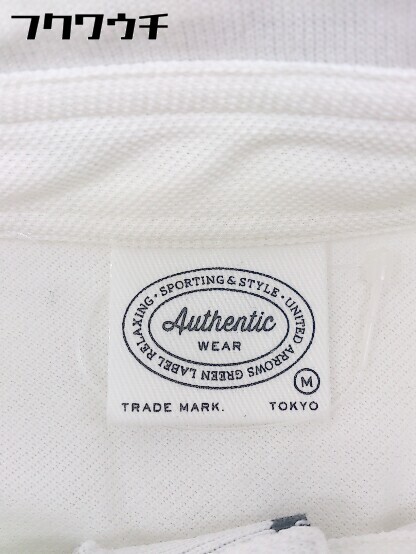 フクワウチ
UNITED ARROWS GREEN LABEL RELAXING • SPORTING & STYLE •
Authentic
WEAR
M
TRADE MARK. TOKYO